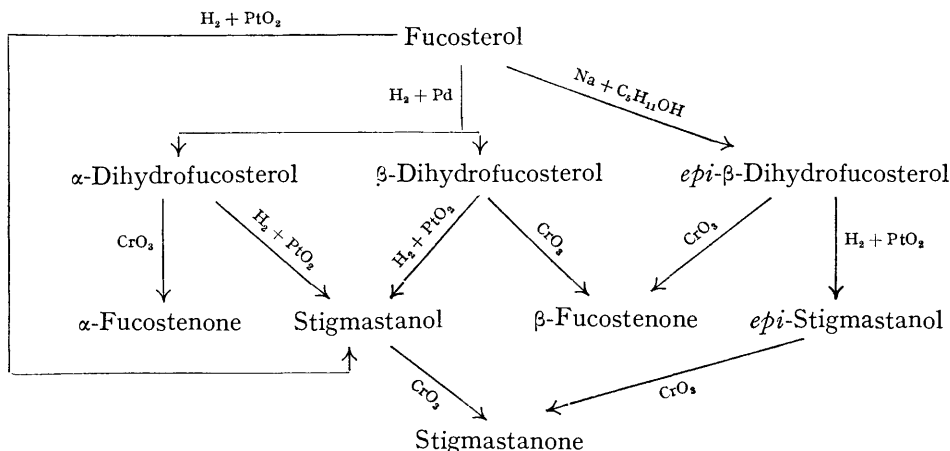 H₂ + PtO₂
Fucosterol
H₂ + Pd
Na + C₅H₁₁OH
α-Dihydrofucosterol β-Dihydrofucosterol epi-β-Dihydrofucosterol
CrO₃ H₂ + PtO₂ H₂ + PtO₂ CrO₃ CrO₃ H₂ + PtO₂
α-Fucostenone Stigmastanol β-Fucostenone epi-Stigmastanol
CrO₃ CrO₃
Stigmastanone